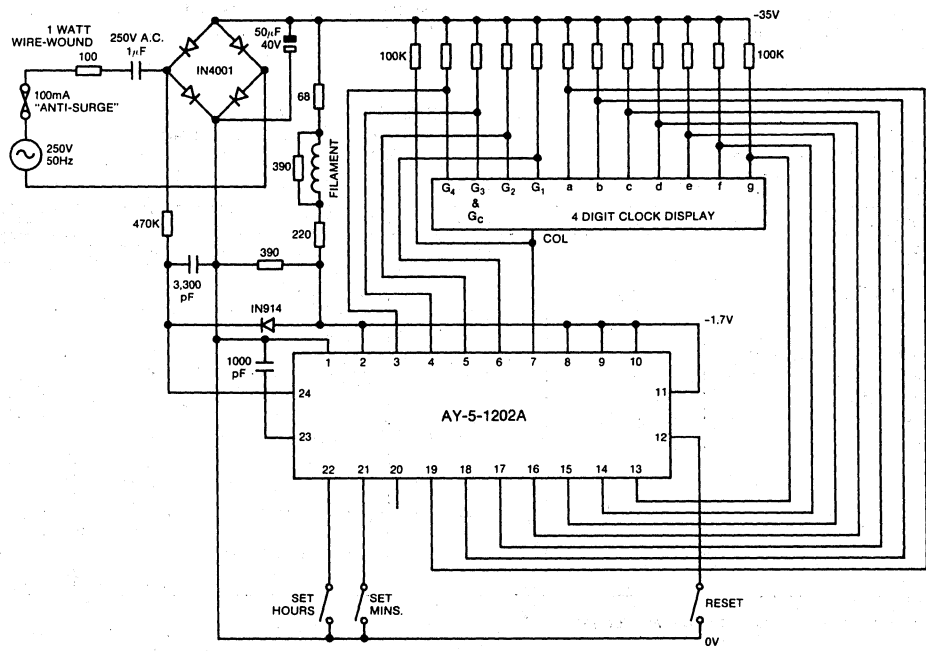 1 WATT
WIRE-WOUND
100
250V A.C.
1μF
IN4001
50μF
40V
-35V
100K
100K
100mA
"ANTI-SURGE"
250V
50Hz
68
390
FILAMENT
220
470K
390
3,300
pF
G4 G3 G2 G1 a b c d e f g
&
GC
4 DIGIT CLOCK DISPLAY
COL
IN914
-1.7V
1000
pF
1 2 3 4 5 6 7 8 9 10
24
11
AY-5-1202A
23
12
22 21 20 19 18 17 16 15 14 13
SET
HOURS
SET
MINS.
RESET
0V